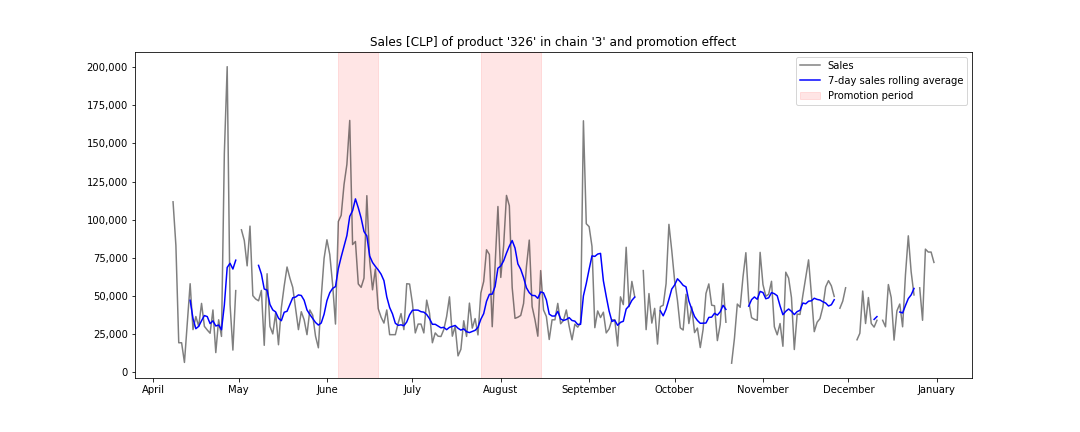 Sales [CLP] of product '326' in chain '3' and promotion effect
200,000
175,000
150,000
125,000
100,000
75,000
50,000
25,000
0
Sales
7-day sales rolling average
Promotion period
April May June July August September October November December January